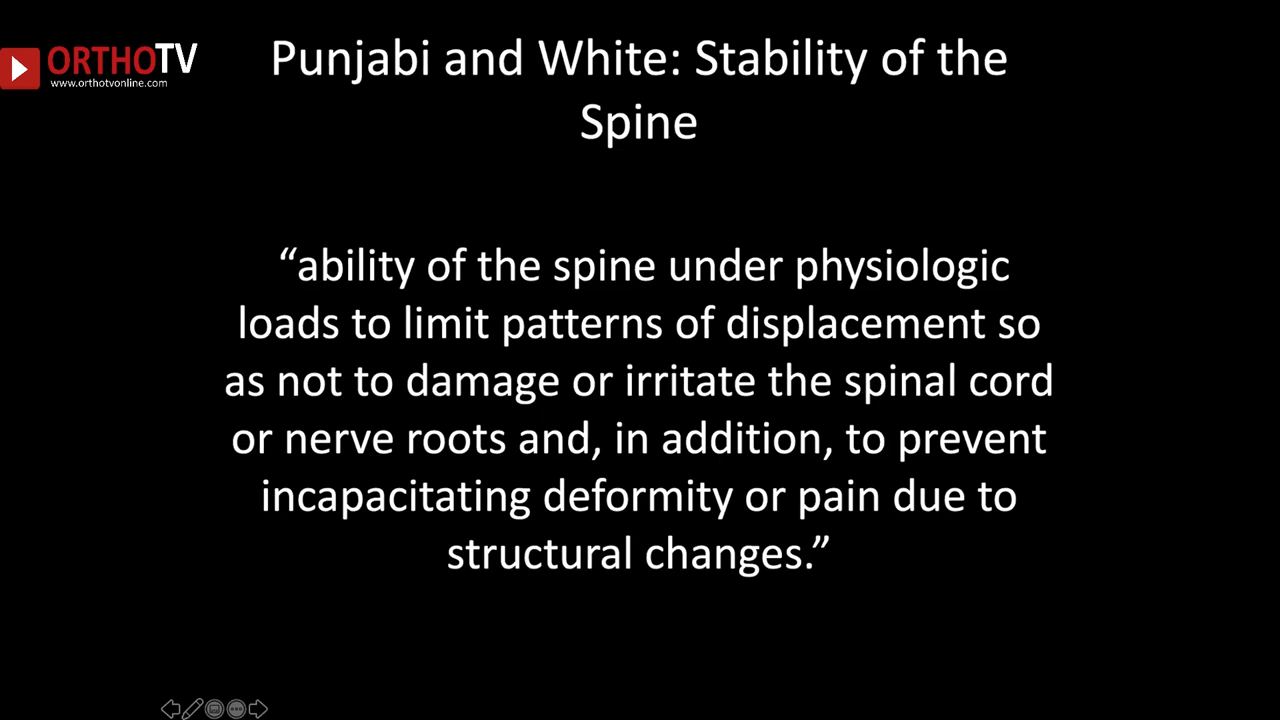 ORTHOTV
www.orthotvonline.com
Punjabi and White: Stability of the
Spine
“ability of the spine under physiologic
loads to limit patterns of displacement so
as not to damage or irritate the spinal cord
or nerve roots and, in addition, to prevent
incapacitating deformity or pain due to
structural changes.”